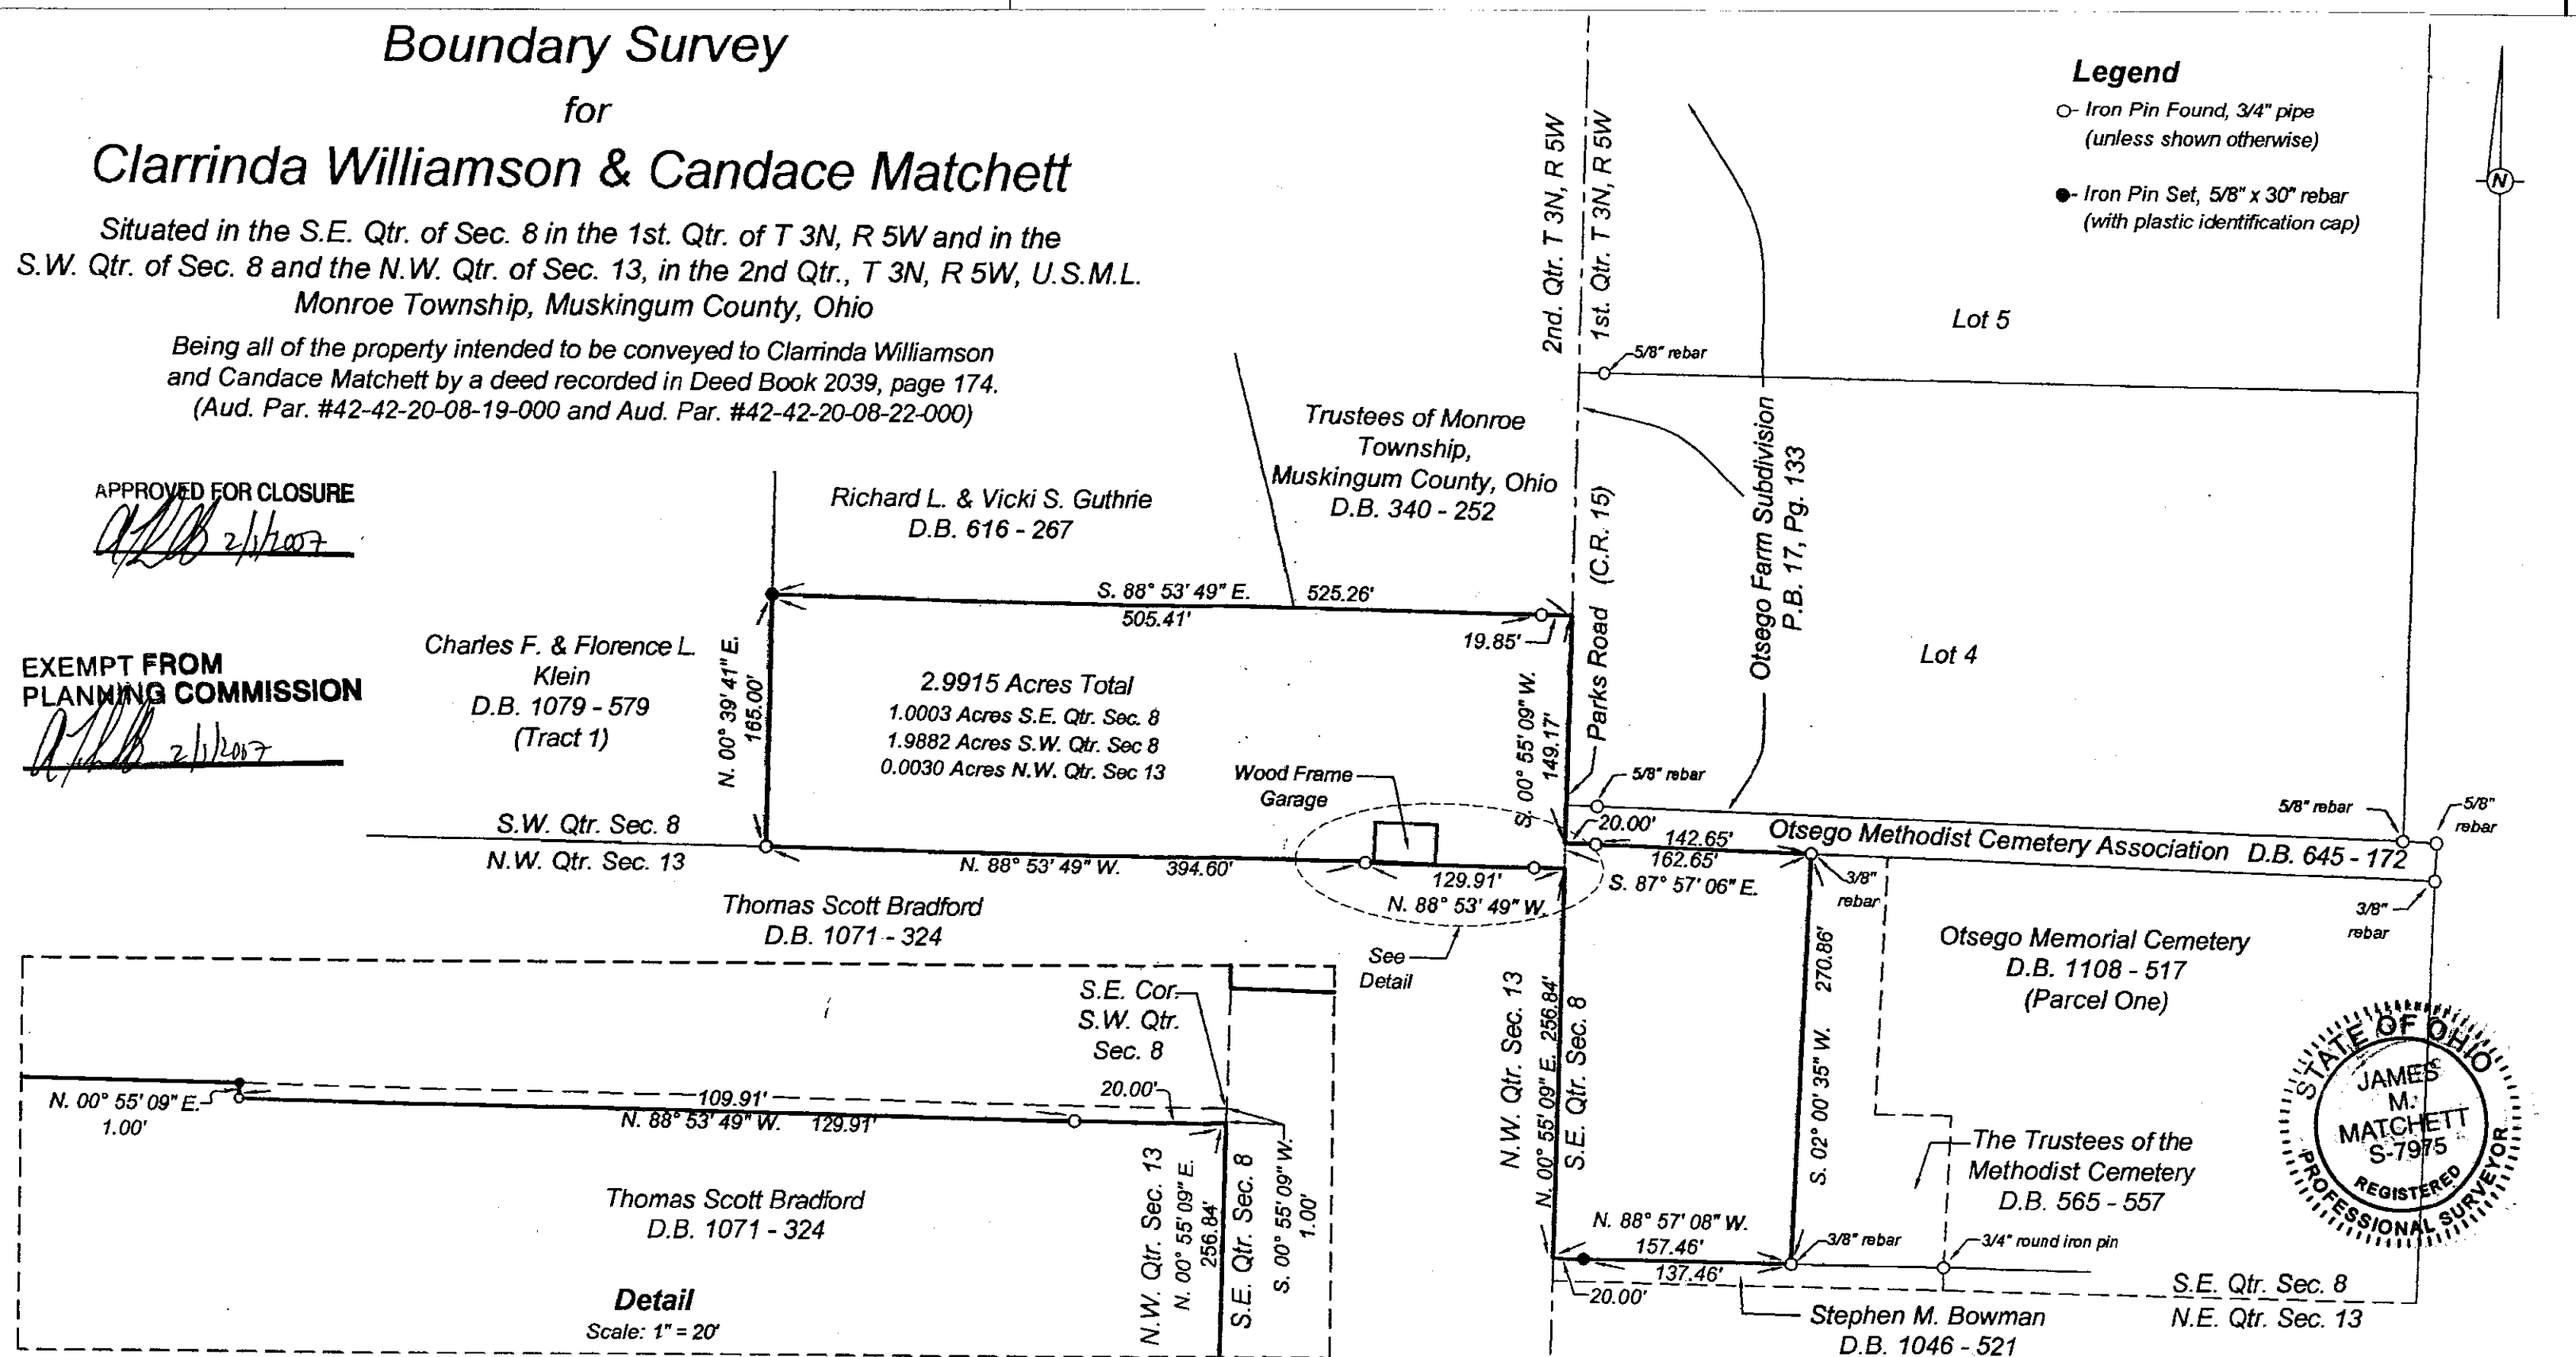 Boundary Survey
for
Clarrinda Williamson & Candace Matchett
Situated in the S.E. Qtr. of Sec. 8 in the 1st. Qtr. of T 3N, R 5W and in the
S.W. Qtr. of Sec. 8 and the N.W. Qtr. of Sec. 13, in the 2nd Qtr., T 3N, R 5W, U.S.M.L.
Monroe Township, Muskingum County, Ohio
Being all of the property intended to be conveyed to Clarrinda Williamson
and Candace Matchett by a deed recorded in Deed Book 2039, page 174.
(Aud. Par. #42-42-20-08-19-000 and Aud. Par. #42-42-20-08-22-000)
Legend
Iron Pin Found, 3/4" pipe
(unless shown otherwise)
Iron Pin Set, 5/8" x 30" rebar
(with plastic identification cap)
N
APPROVED FOR CLOSURE
2/1/2007
EXEMPT FROM
PLANNING COMMISSION
2/1/2007
2nd. Qtr. T 3N, R 5W
1st. Qtr. T 3N, R 5W
Lot 5
5/8" rebar
Trustees of Monroe
Township,
Muskingum County, Ohio
D.B. 340 - 252
Richard L. & Vicki S. Guthrie
D.B. 616 - 267
Parks Road (C.R. 15)
Otsego Farm Subdivision
P.B. 17, Pg. 133
Lot 4
S. 88° 53' 49" E. 525.26'
505.41'
19.85'
Charles F. & Florence L.
Klein
D.B. 1079 - 579
(Tract 1)
N. 00° 39' 41" E.
165.00'
2.9915 Acres Total
1.0003 Acres S.E. Qtr. Sec. 8
1.9882 Acres S.W. Qtr. Sec 8
0.0030 Acres N.W. Qtr. Sec 13
S. 00° 55' 09" W.
149.17'
Wood Frame
Garage
5/8" rebar
5/8" rebar
5/8"
rebar
S.W. Qtr. Sec. 8
N.W. Qtr. Sec. 13
20.00'
142.65'
162.65'
S. 87° 57' 06" E.
Otsego Methodist Cemetery Association D.B. 645 - 172
N. 88° 53' 49" W. 394.60'
129.91'
N. 88° 53' 49" W.
3/8"
rebar
3/8"
rebar
Thomas Scott Bradford
D.B. 1071 - 324
See
Detail
Otsego Memorial Cemetery
D.B. 1108 - 517
(Parcel One)
N.W. Qtr. Sec. 13
N. 00° 55' 09" E. 256.84'
S.E. Qtr. Sec. 8
S. 02° 00' 35" W. 270.86'
STATE OF OHIO
JAMES
M.
MATCHETT
S-7975
REGISTERED
PROFESSIONAL SURVEYOR
The Trustees of the
Methodist Cemetery
D.B. 565 - 557
N. 88° 57' 08" W.
157.46'
137.46'
20.00'
3/8" rebar
3/4" round iron pin
S.E. Qtr. Sec. 8
N.E. Qtr. Sec. 13
Stephen M. Bowman
D.B. 1046 - 521
S.E. Cor.
S.W. Qtr.
Sec. 8
N. 00° 55' 09" E.
1.00'
109.91'
20.00'
N. 88° 53' 49" W. 129.91'
Thomas Scott Bradford
D.B. 1071 - 324
N.W. Qtr. Sec. 13
N. 00° 55' 09" E.
256.84'
S.E. Qtr. Sec. 8
S. 00° 55' 09" W.
1.00'
Detail
Scale: 1" = 20'